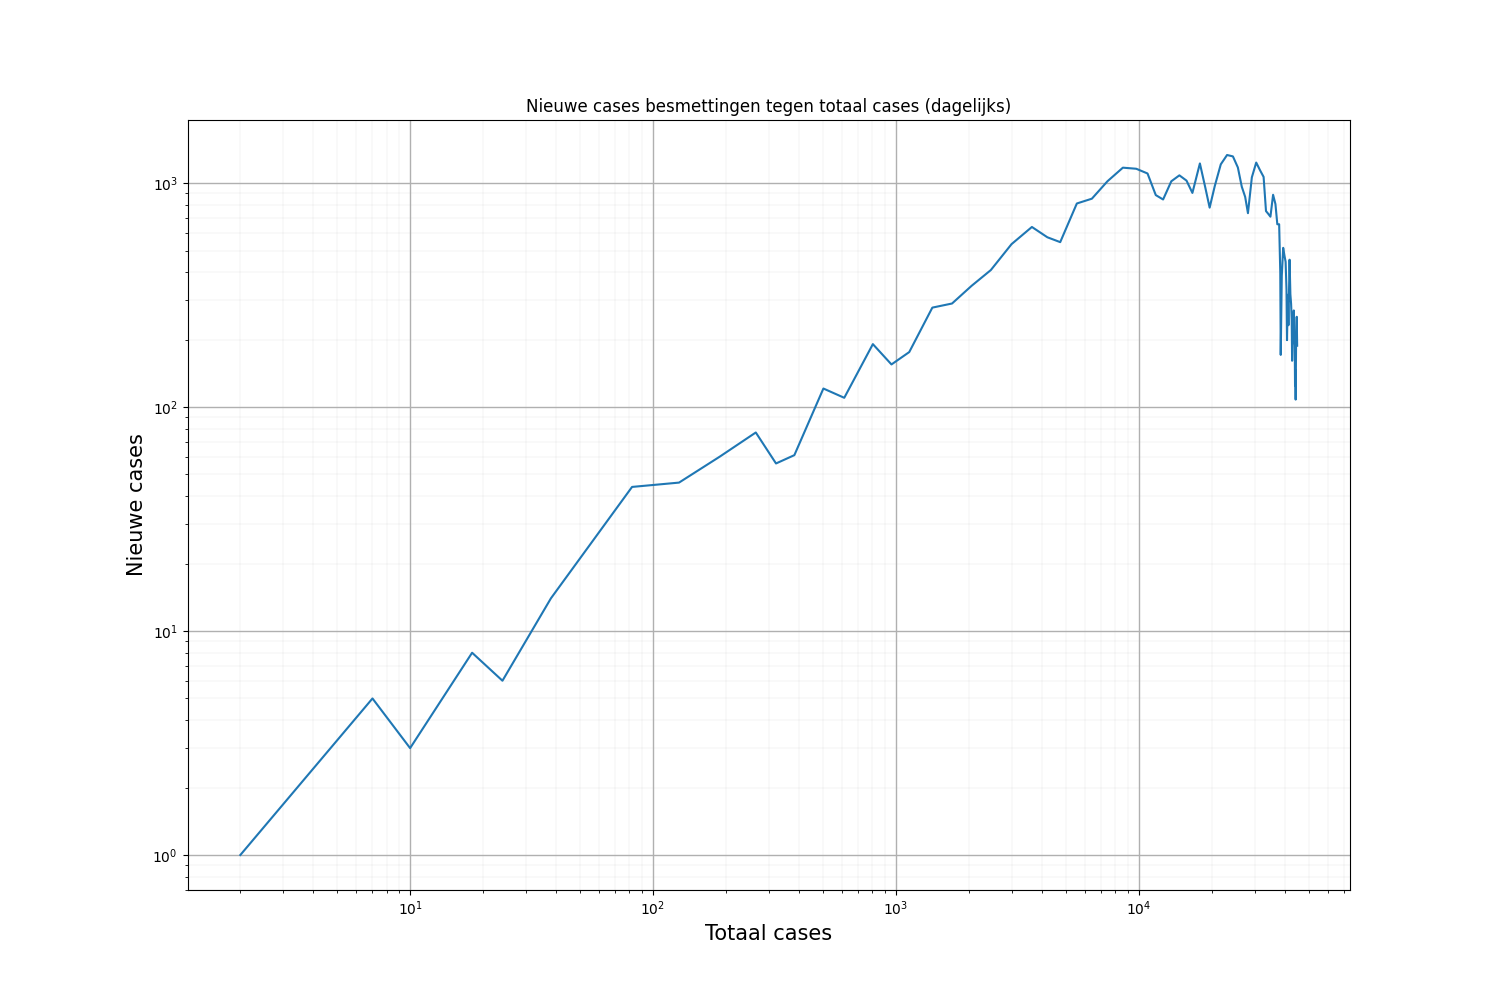 Nieuwe cases besmettingen tegen totaal cases (dagelijks)
Nieuwe cases
10³
10²
10¹
10⁰
10¹ 10² 10³ 10⁴
Totaal cases